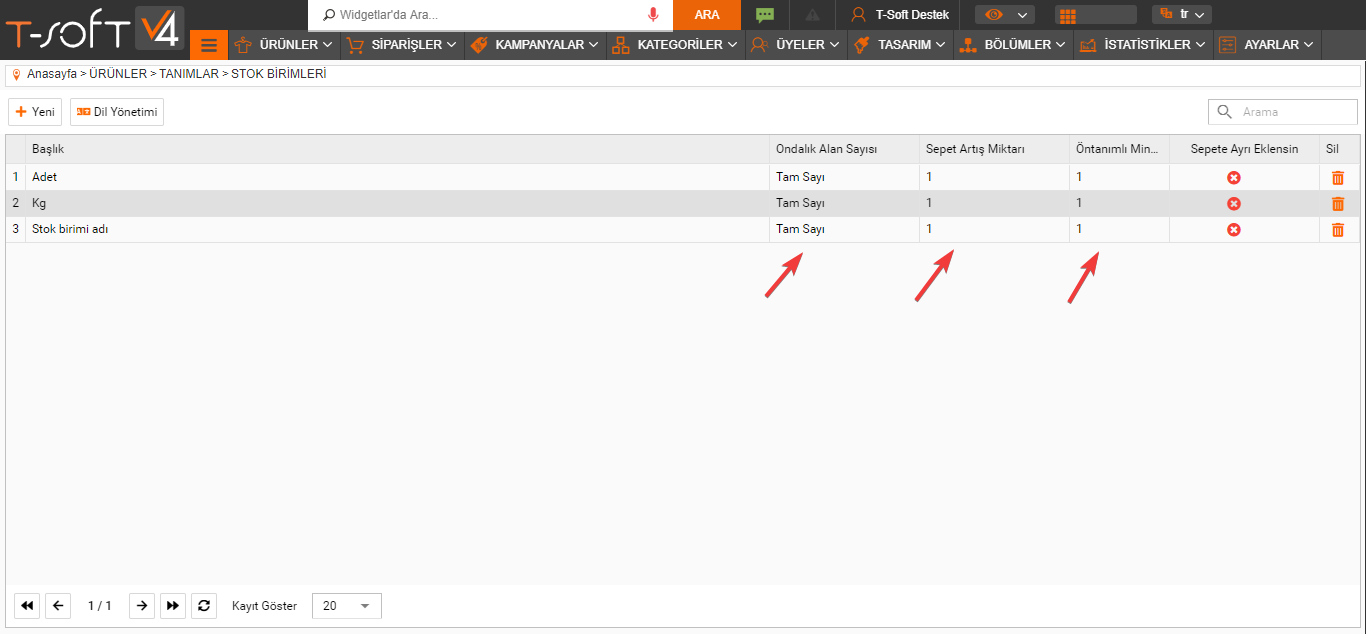 T-SOFT V4
Widgetlar'da Ara...
ARA
T-Soft Destek
tr
ÜRÜNLER
SİPARİŞLER
KAMPANYALAR
KATEGORİLER
ÜYELER
TASARIM
BÖLÜMLER
İSTATİSTİKLER
AYARLAR
Anasayfa > ÜRÜNLER > TANIMLAR > STOK BİRİMLERİ
Yeni
Dil Yönetimi
Arama
Başlık Ondalık Alan Sayısı Sepet Artış Miktarı Öntanımlı Min... Sepete Ayrı Eklensin Sil
1 Adet Tam Sayı 1 1
2 Kg Tam Sayı 1 1
3 Stok birimi adı Tam Sayı 1 1
1 / 1 Kayıt Göster 20